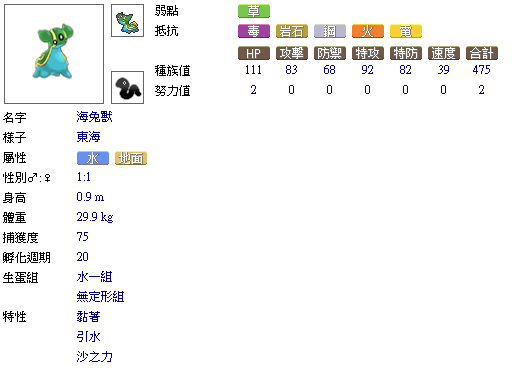 弱點 草
抵抗 毒 岩石 鋼 火 電
HP 攻擊 防禦 特攻 特防 速度 合計
種族值 111 83 68 92 82 39 475
努力值 2 0 0 0 0 0 2
名字 海兔獸
樣子 東海
屬性 水 地面
性別♂:♀ 1:1
身高 0.9 m
體重 29.9 kg
捕獲度 75
孵化週期 20
生蛋組 水一組
無定形組
特性 黏著
引水
沙之力